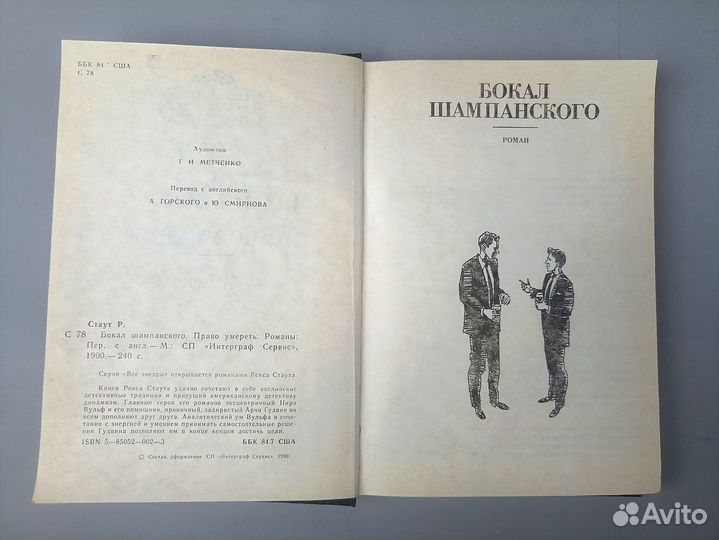 ББК 84 ' США
С 78
Художник
Г И МЕТЧЕНКО
Перевод с английского
А ГОРСКОГО и Ю СМИРНОВА
Стаут Р.
С 78 Бокал шампанского. Право умереть: Романы:
Пер. с англ.— М.: СП «Интерграф Сервис»,
1990,— 240 с.
Серия «Все звезды» открывается романами Рекса Стаута.
Книги Рекса Стаута удачно сочетают в себе английские
детективные традиции и присущий американскому детективу
динамизм. Главные герои его романов эксцентричный Ниро
Вульф и его помощник, ироничный, задиристый Арчи Гудвин во
всем дополняют друг друга. Аналитический ум Вульфа в соче-
тании с энергией и умением принимать самостоятельные реше-
ния Гудвина позволяют им в конце концов достичь цели.
ISBN 5—85052—002—3 ББК 84.7 США
© Состав, оформление СП «Интерграф Сервис» 1990
БОКАЛ
ШАМПАНСКОГО
РОМАН
Avito